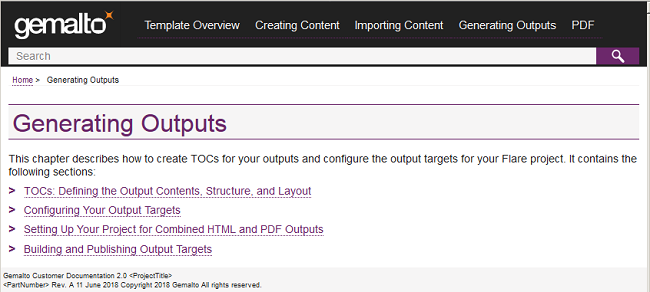 gemalto
Template Overview Creating Content Importing Content Generating Outputs PDF
Search
Home > Generating Outputs
Generating Outputs
This chapter describes how to create TOCs for your outputs and configure the output targets for your Flare project. It contains the
following sections:
> TOCs: Defining the Output Contents, Structure, and Layout
> Configuring Your Output Targets
> Setting Up Your Project for Combined HTML and PDF Outputs
> Building and Publishing Output Targets
Gemalto Customer Documentation 2.0 <ProjectTitle>
<PartNumber> Rev. A 11 June 2018 Copyright 2018 Gemalto All rights reserved.